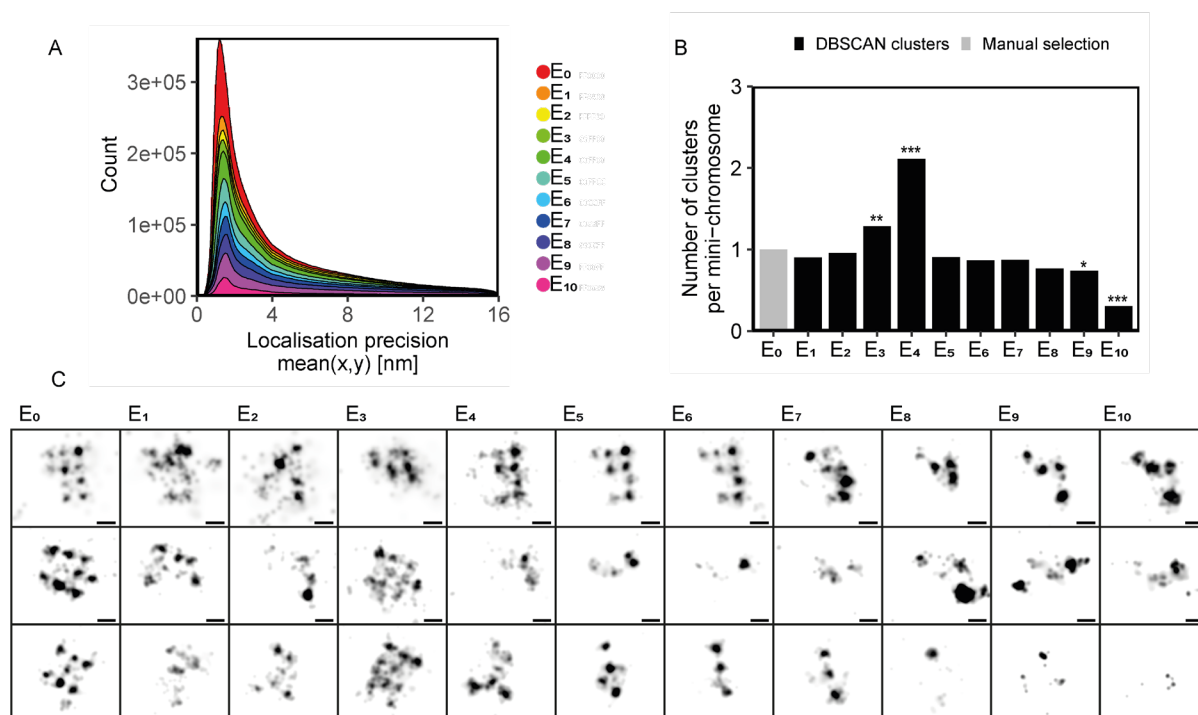 A
Count
3e+05
2e+05
1e+05
0e+00
0 4 8 12 16
Localisation precision
mean(x,y) [nm]
E₀
E₁
E₂
E₃
E₄
E₅
E₆
E₇
E₈
E₉
E₁₀
B
DBSCAN clusters Manual selection
Number of clusters
per mini−chromosome
3
2
1
0
** *** * ***
E₀ E₁ E₂ E₃ E₄ E₅ E₆ E₇ E₈ E₉ E₁₀
C
E₀ E₁ E₂ E₃ E₄ E₅ E₆ E₇ E₈ E₉ E₁₀